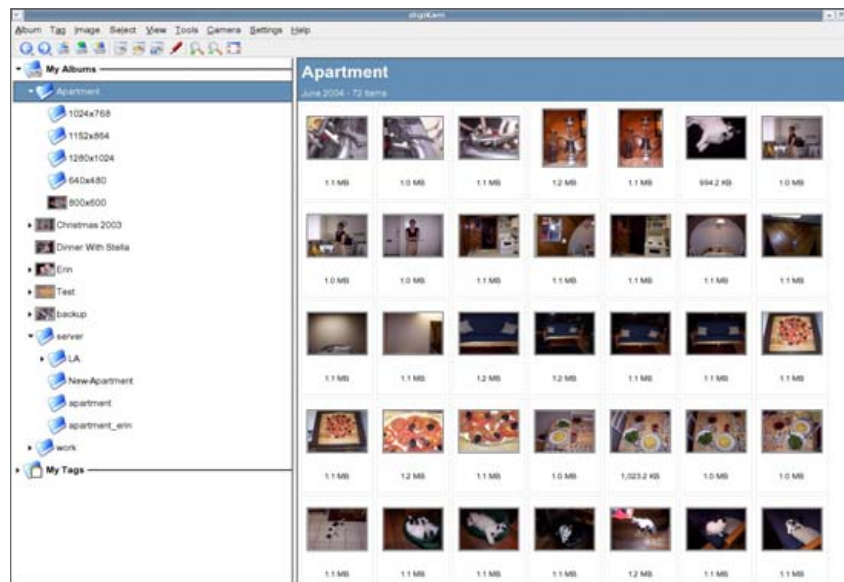 digiKam
Album Tag Image Select View Tools Camera Settings Help
My Albums
Apartment
1024x768
1152x864
1280x1024
640x480
800x600
Christmas 2003
Dinner With Stella
Erin
Test
backup
server
LA
New-Apartment
apartment
apartment_erin
work
My Tags
Apartment
June 2004 - 72 Items
1.1 MB 1.0 MB 1.1 MB 1.2 MB 1.1 MB 994.2 KB 1.0 MB
1.0 MB 1.0 MB 1.1 MB 1.1 MB 1.1 MB 1.1 MB 1.1 MB
1.1 MB 1.1 MB 1.2 MB 1.2 MB 1.1 MB 1.1 MB 1.1 MB
1.1 MB 1.2 MB 1.1 MB 1.0 MB 1,023.2 KB 1.0 MB 1.0 MB
1.1 MB 1.1 MB 1.1 MB 1.1 MB 1.2 MB 1.1 MB 1.1 MB